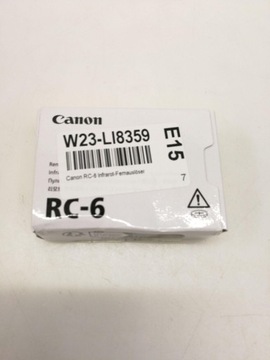 Canon
W23-LI8359
E15
Canon RC-6 Infrarot-Fernauslöser
7
RC-6